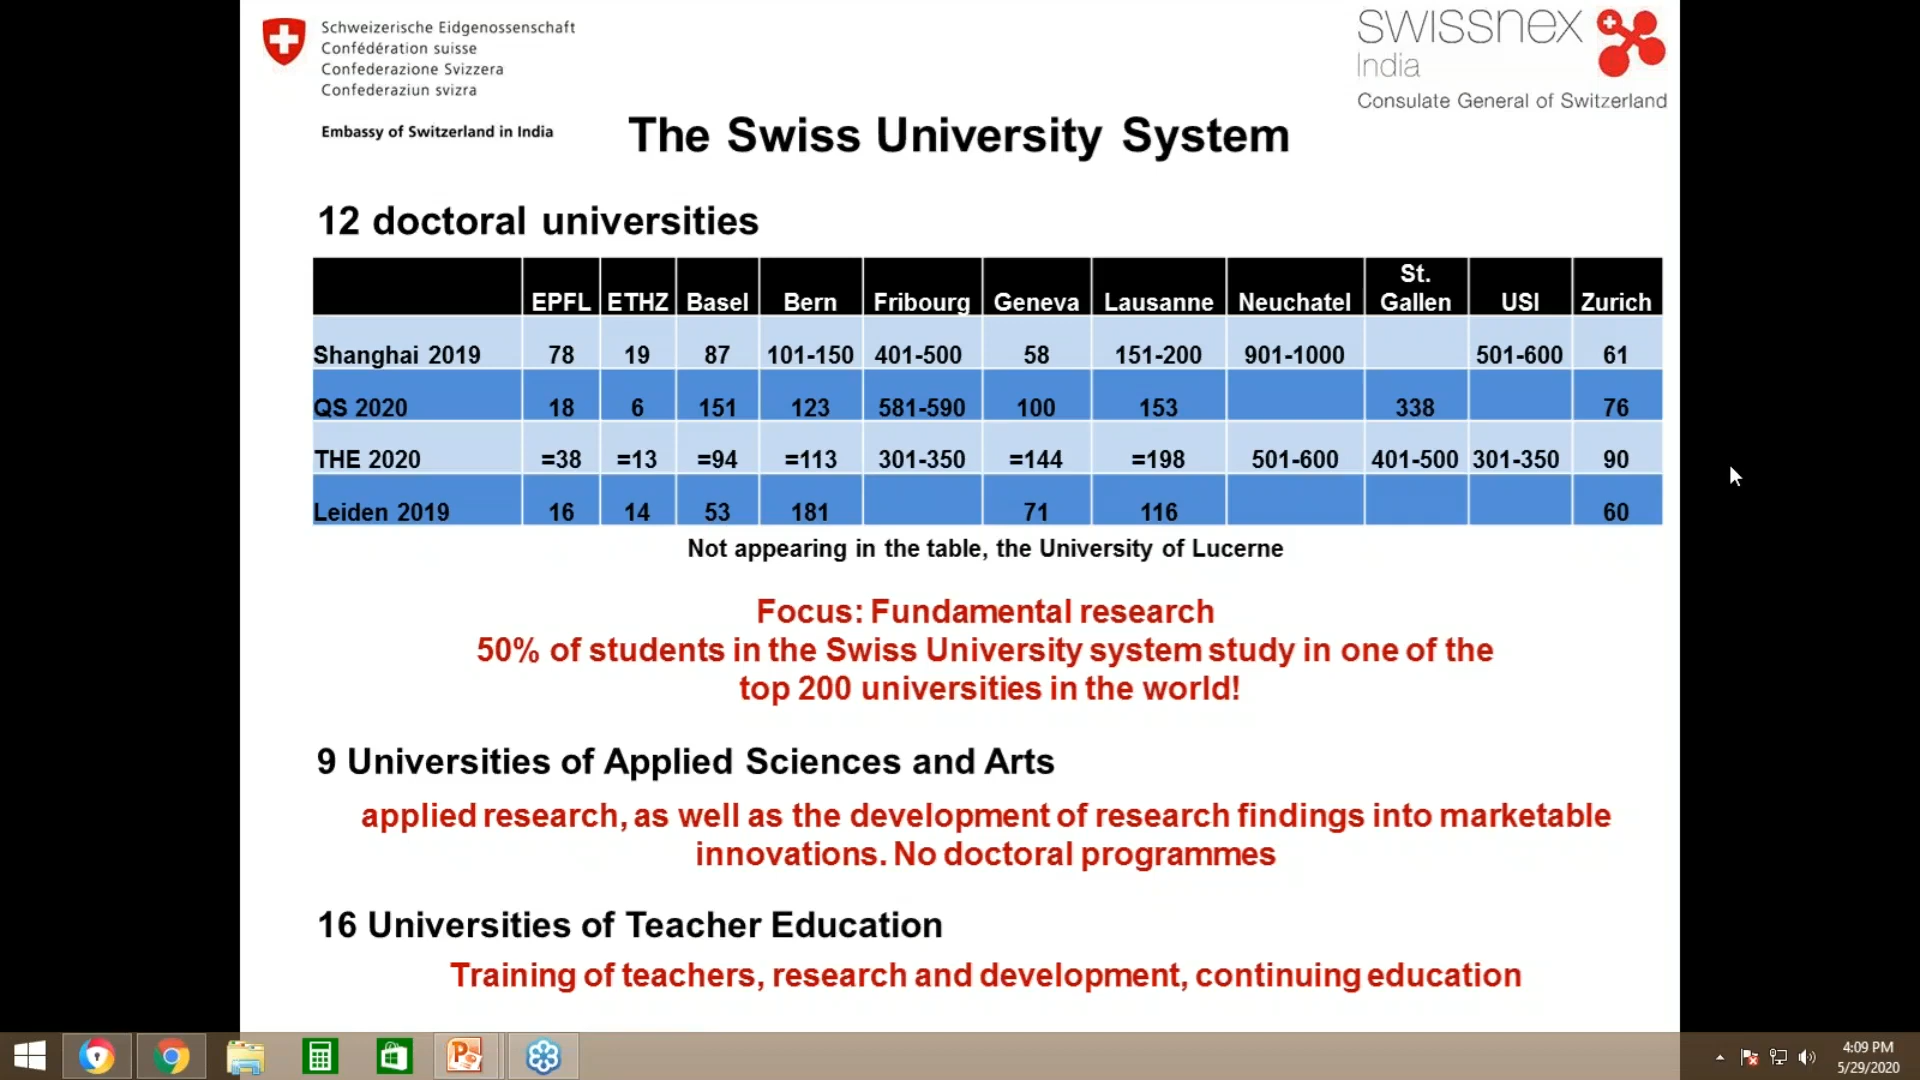 Schweizerische Eidgenossenschaft
Confédération suisse
Confederazione Svizzera
Confederaziun svizra
Embassy of Switzerland in India
swissnex
India
Consulate General of Switzerland
The Swiss University System
12 doctoral universities
EPFL ETHZ Basel Bern Fribourg Geneva Lausanne Neuchatel St. Gallen USI Zurich
Shanghai 2019 78 19 87 101-150 401-500 58 151-200 901-1000 501-600 61
QS 2020 18 6 151 123 581-590 100 153 338 76
THE 2020 =38 =13 =94 =113 301-350 =144 =198 501-600 401-500 301-350 90
Leiden 2019 16 14 53 181 71 116 60
Not appearing in the table, the University of Lucerne
Focus: Fundamental research
50% of students in the Swiss University system study in one of the
top 200 universities in the world!
9 Universities of Applied Sciences and Arts
applied research, as well as the development of research findings into marketable
innovations. No doctoral programmes
16 Universities of Teacher Education
Training of teachers, research and development, continuing education
4:09 PM
5/29/2020